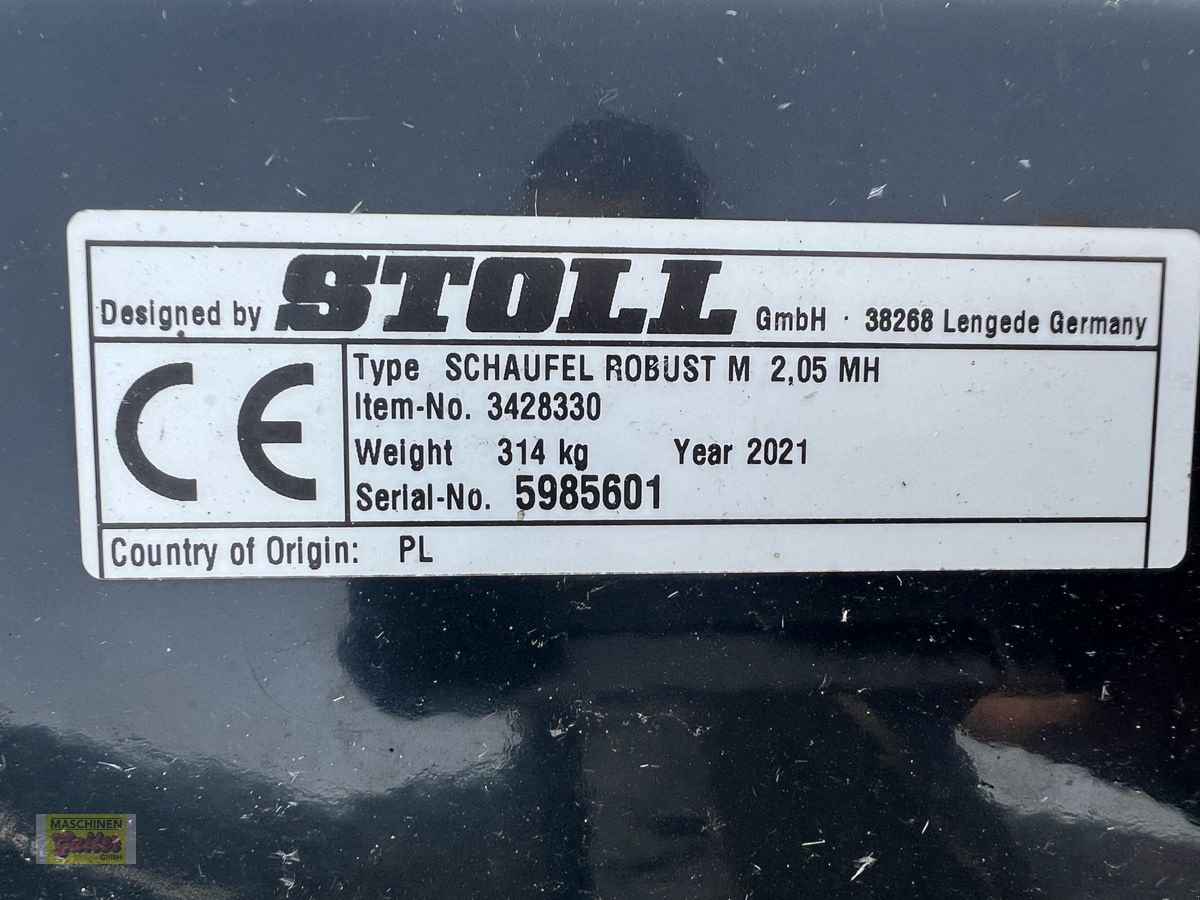 Designed by STOLL GmbH · 38268 Lengede Germany
CE
Type SCHAUFEL ROBUST M 2,05 MH
Item-No. 3428330
Weight 314 kg Year 2021
Serial-No. 5985601
Country of Origin: PL
MASCHINEN
Gailer
GMBH